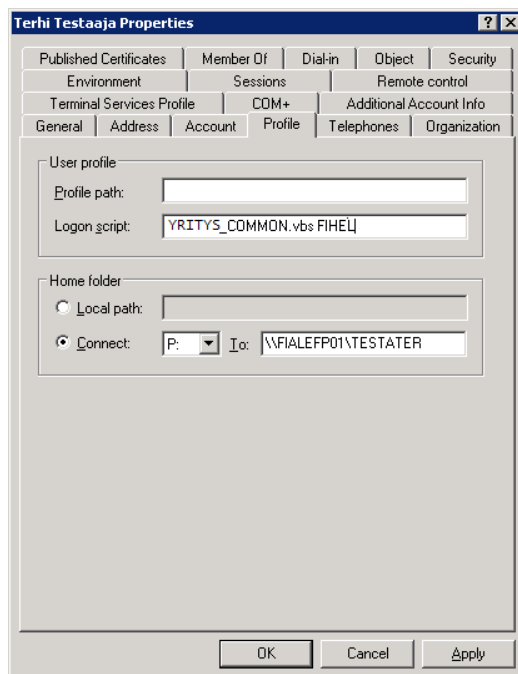 Terhi Testaaja Properties
Published Certificates Member Of Dial-in Object Security
Environment Sessions Remote control
Terminal Services Profile COM+ Additional Account Info
General Address Account Profile Telephones Organization
User profile
Profile path:
Logon script: YRITYS_COMMON.vbs FIHEL
Home folder
Local path:
Connect: P: To: \\FIALEFP01\TESTATER
OK Cancel Apply